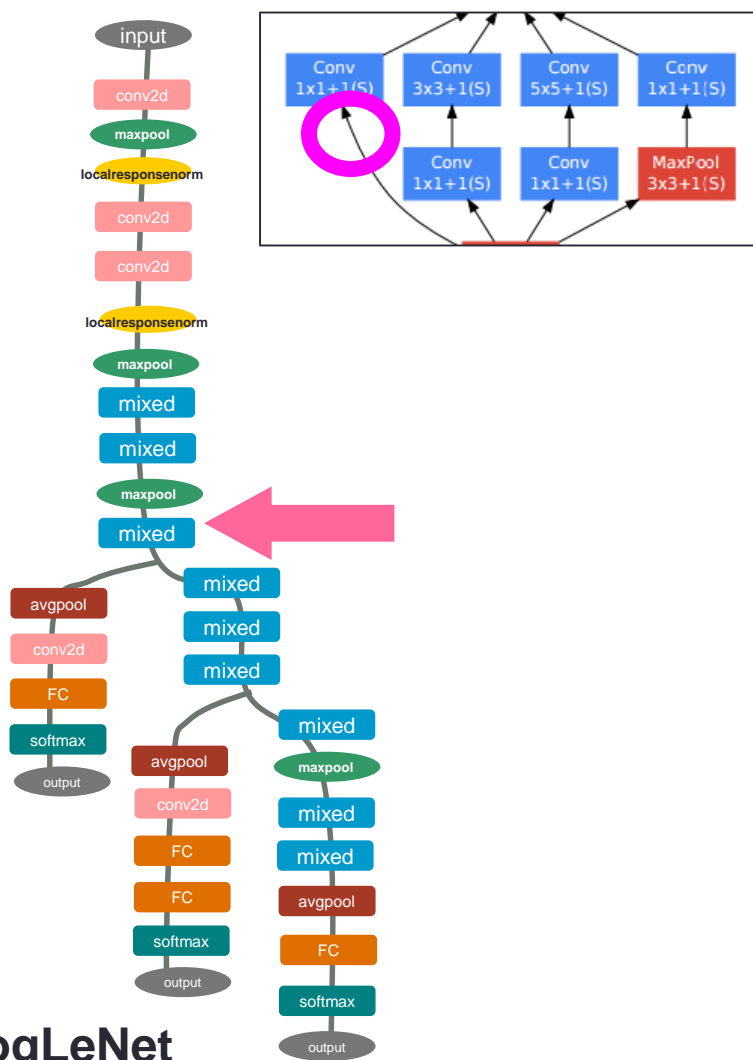 input
conv2d
maxpool
localresponsenorm
conv2d
conv2d
localresponsenorm
maxpool
mixed
mixed
maxpool
mixed
avgpool
conv2d
FC
softmax
output
mixed
mixed
mixed
avgpool
conv2d
FC
FC
softmax
output
mixed
maxpool
mixed
mixed
avgpool
FC
softmax
output
Conv
1x1+1(S)
Conv
3x3+1(S)
Conv
5x5+1(S)
Conv
1x1+1(S)
Conv
1x1+1(S)
Conv
1x1+1(S)
MaxPool
3x3+1(S)
ogLeNet